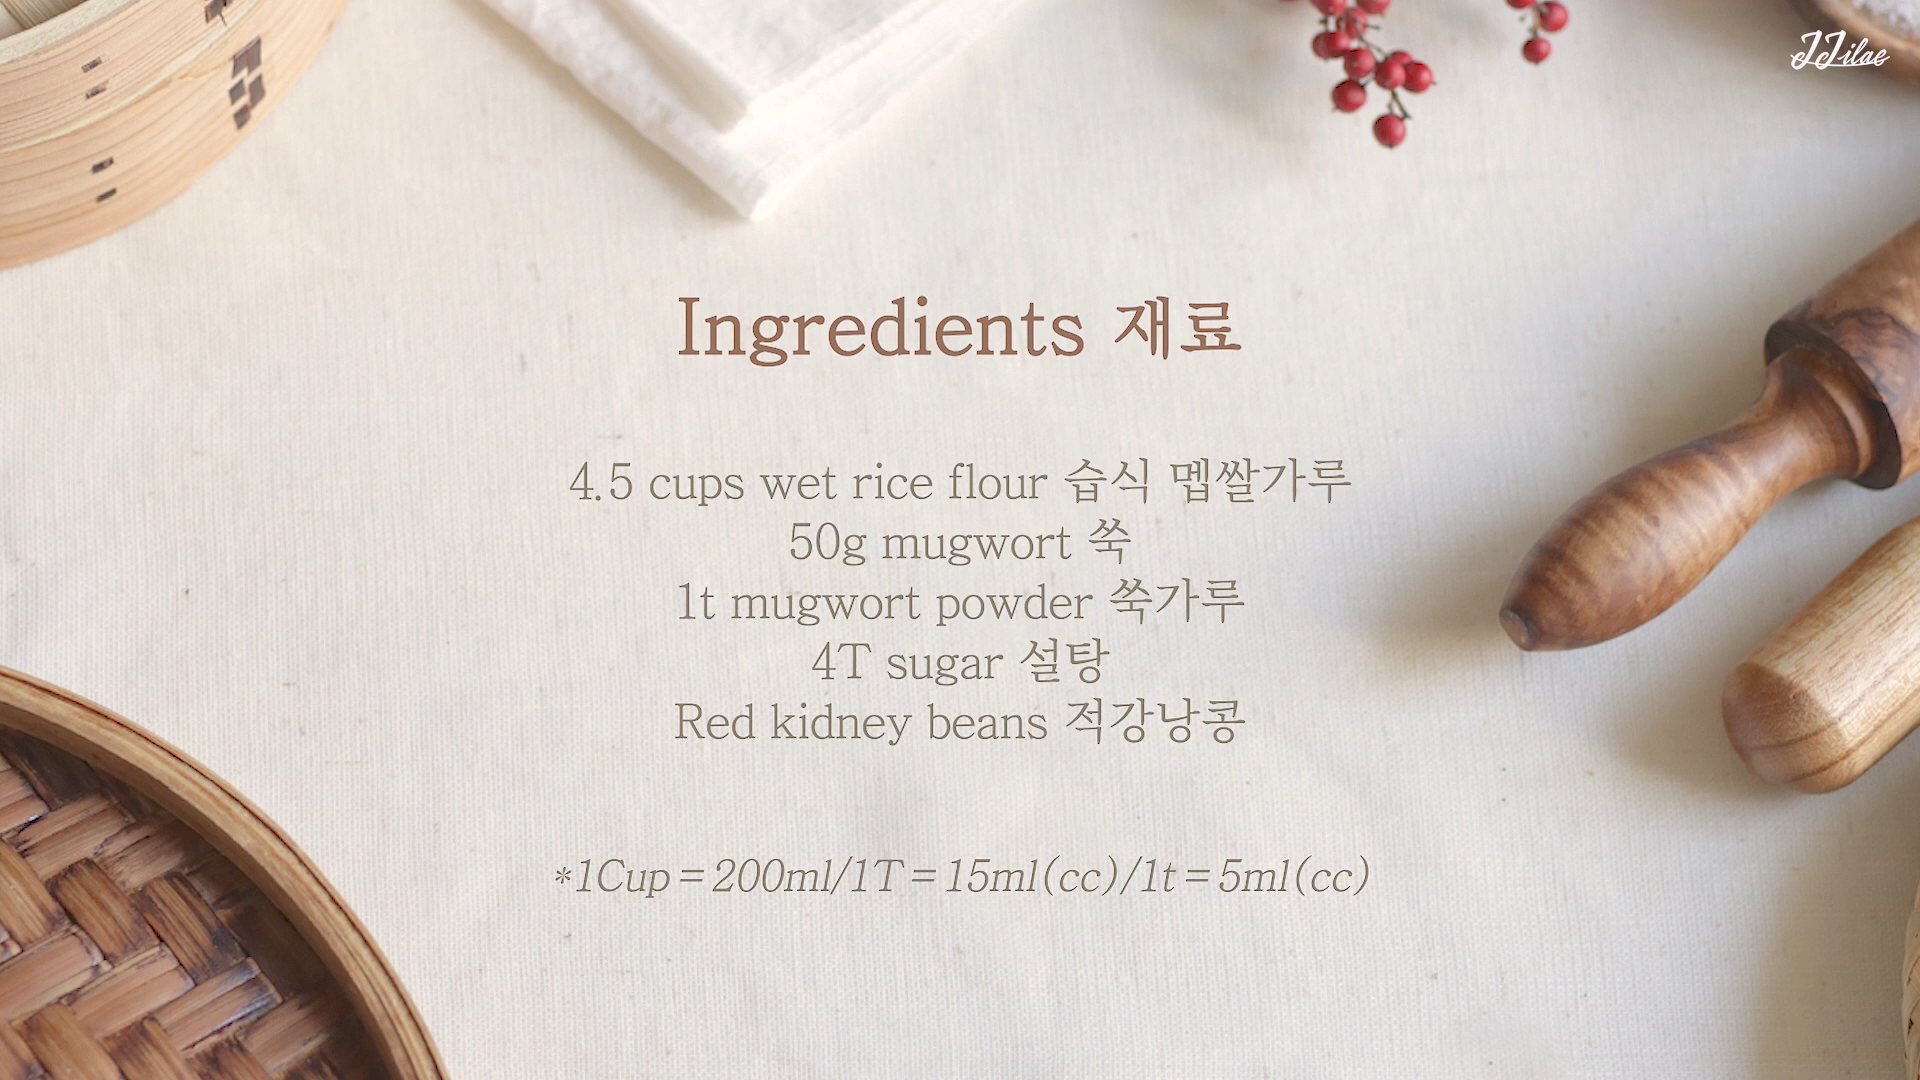 JJilae
Ingredients 재료
4.5 cups wet rice flour 습식 멥쌀가루
50g mugwort 쑥
1t mugwort powder 쑥가루
4T sugar 설탕
Red kidney beans 적강낭콩
*1Cup=200ml/1T=15ml(cc)/1t=5ml(cc)